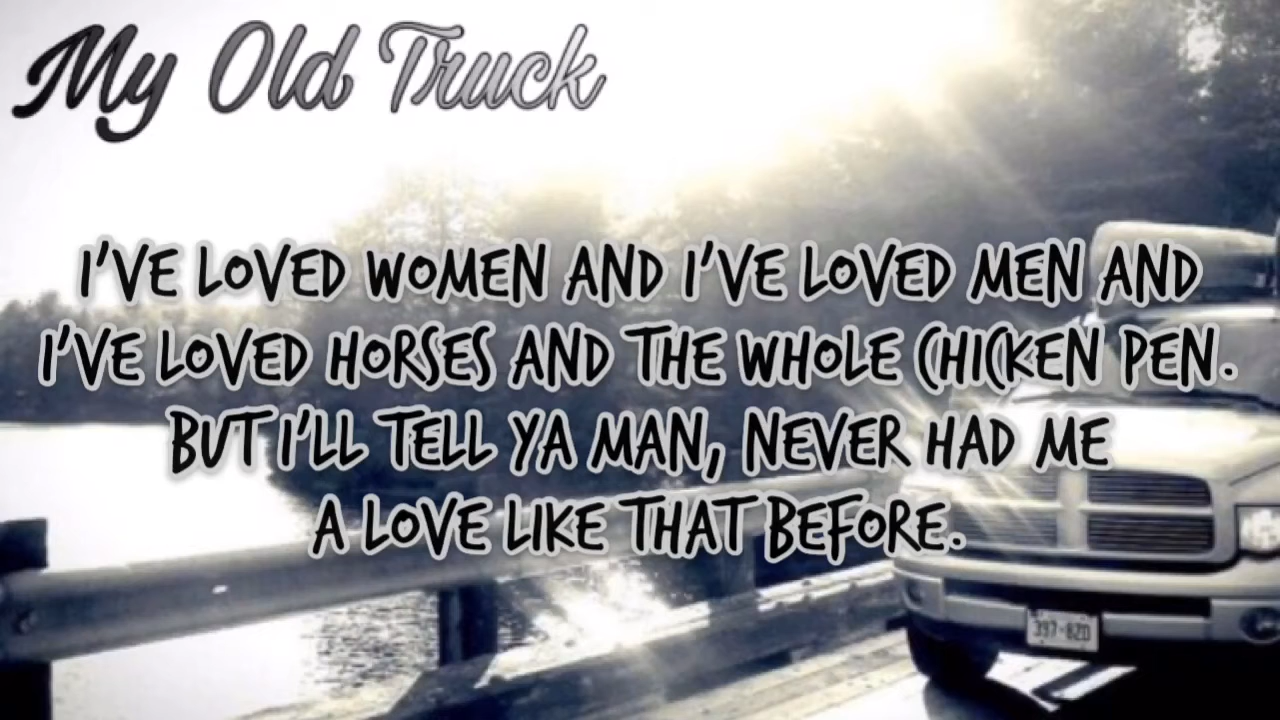 My Old Truck
I'VE LOVED WOMEN AND I'VE LOVED MEN AND
I'VE LOVED HORSES AND THE WHOLE CHICKEN PEN.
BUT I'LL TELL YA MAN, NEVER HAD ME
A LOVE LIKE THAT BEFORE.